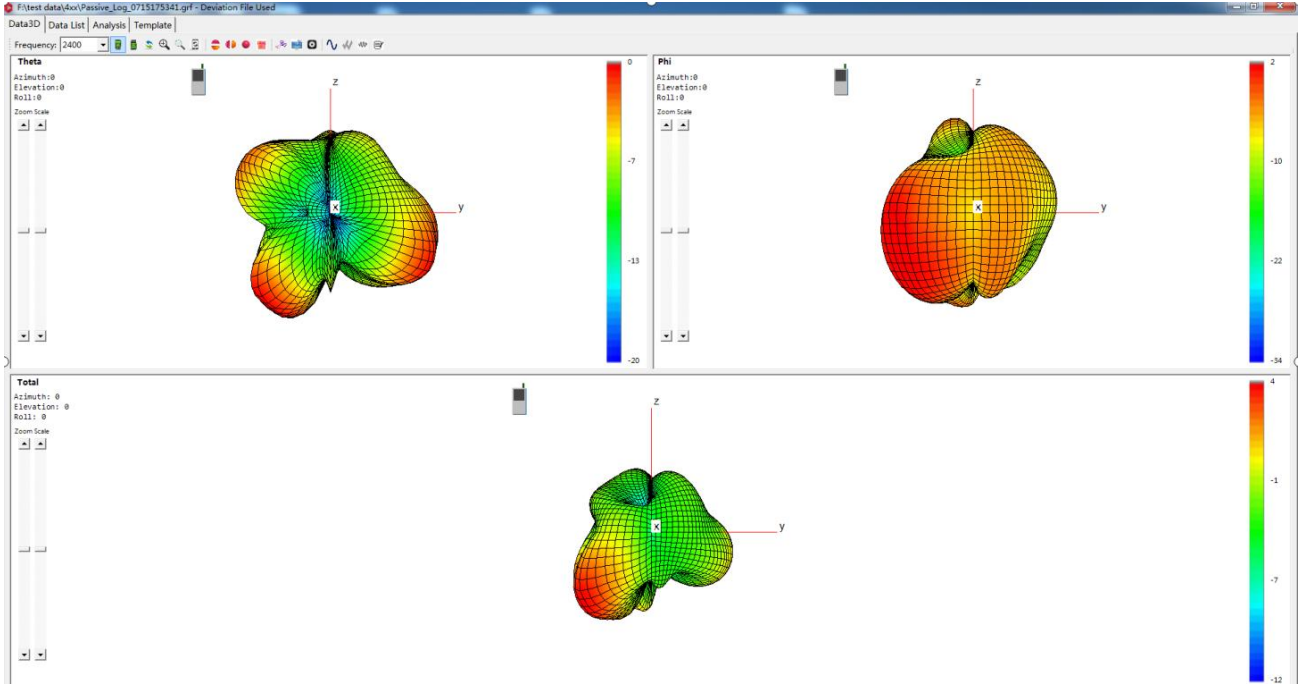 F:\test data\4xx\Passive_Log_0715175341.grf - Deviation File Used
Data3D Data List Analysis Template
Frequency: 2400
Theta
Azimuth:0
Elevation:0
Roll:0
Zoom Scale
z
x
y
0
-7
-13
-20
Phi
Azimuth:0
Elevation:0
Roll:0
Zoom Scale
z
x
y
2
-10
-22
-34
Total
Azimuth: 0
Elevation: 0
Roll: 0
Zoom Scale
z
x
y
4
-1
-7
-12